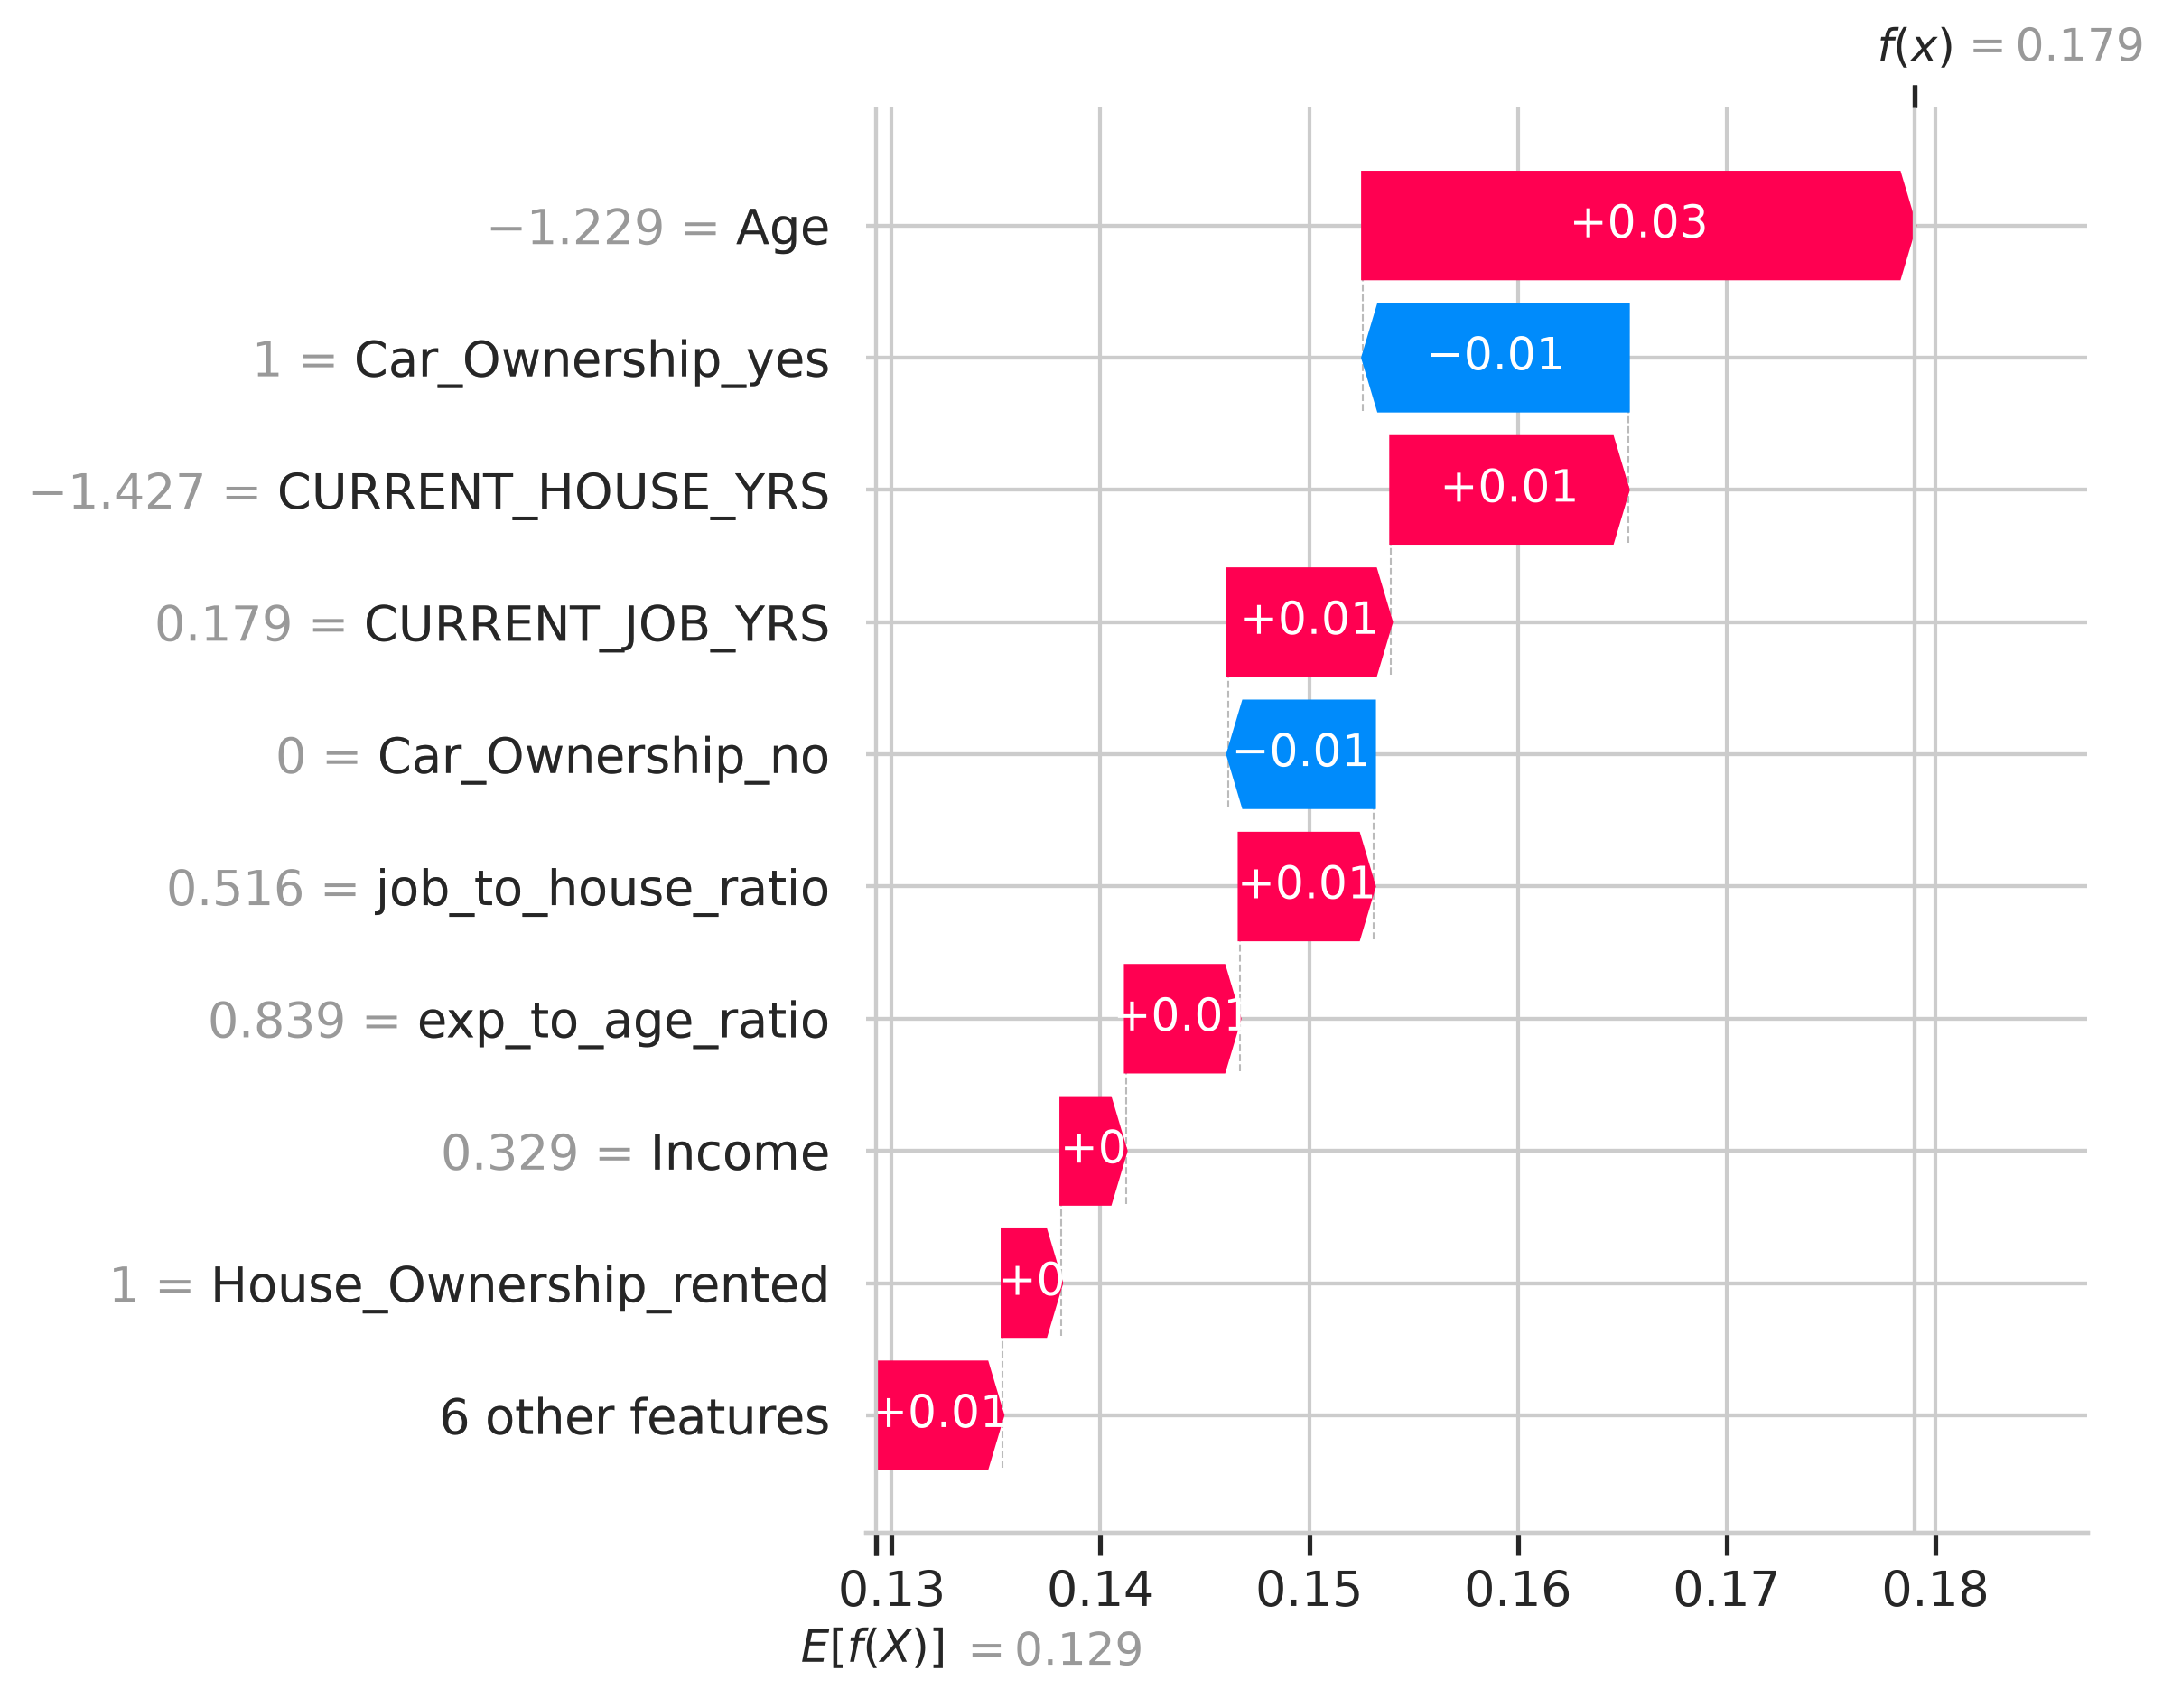 f(x) = 0.179
−1.229 = Age
+0.03
1 = Car_Ownership_yes
−0.01
−1.427 = CURRENT_HOUSE_YRS
+0.01
0.179 = CURRENT_JOB_YRS
+0.01
0 = Car_Ownership_no
−0.01
0.516 = job_to_house_ratio
+0.01
0.839 = exp_to_age_ratio
+0.01
0.329 = Income
+0
1 = House_Ownership_rented
+0
6 other features
+0.01
0.13 0.14 0.15 0.16 0.17 0.18
E[f(X)] = 0.129